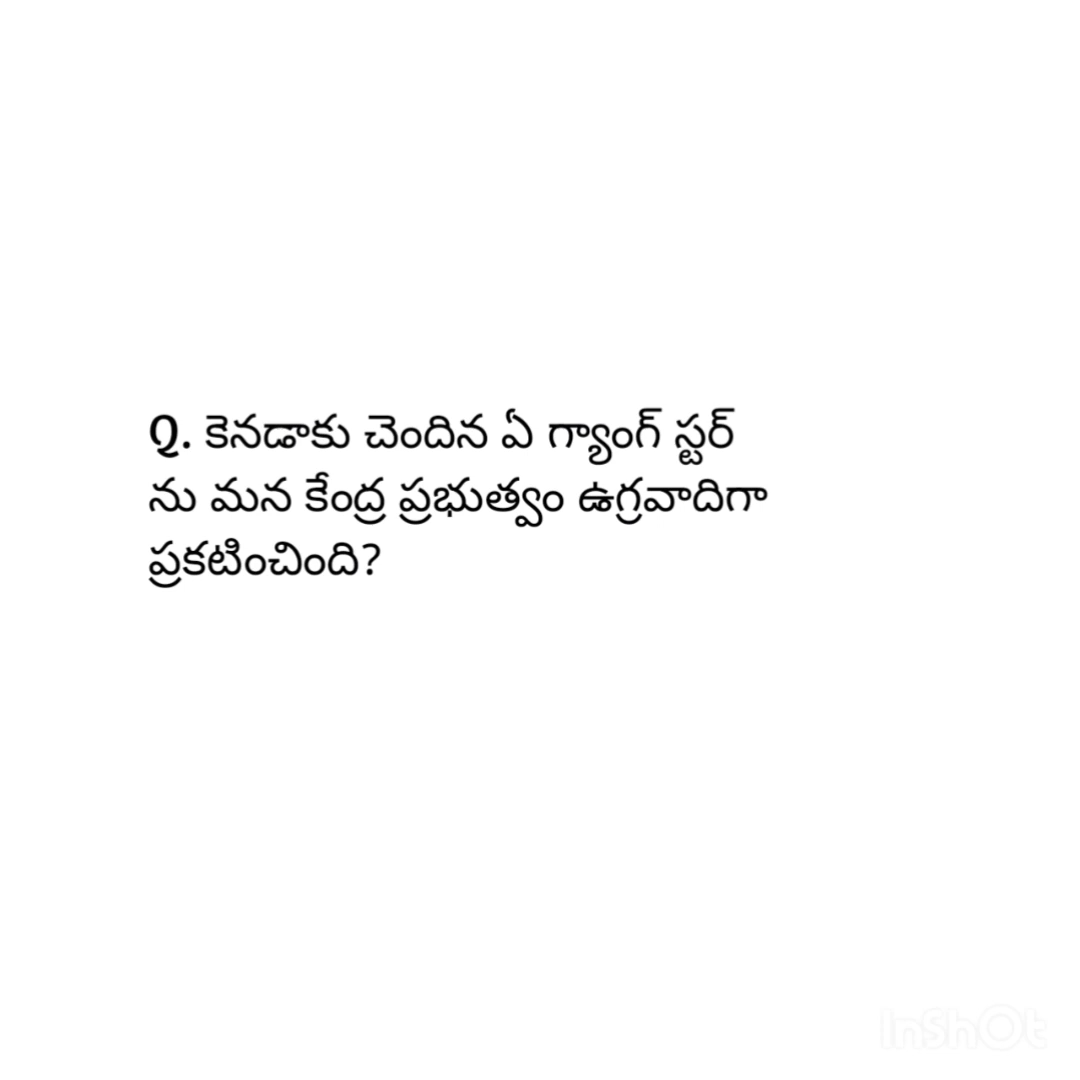 Q. కెనడాకు చెందిన ఏ గ్యాంగ్ స్టర్
ను మన కేంద్ర ప్రభుత్వం ఉగ్రవాదిగా
ప్రకటించింది?
InShOt